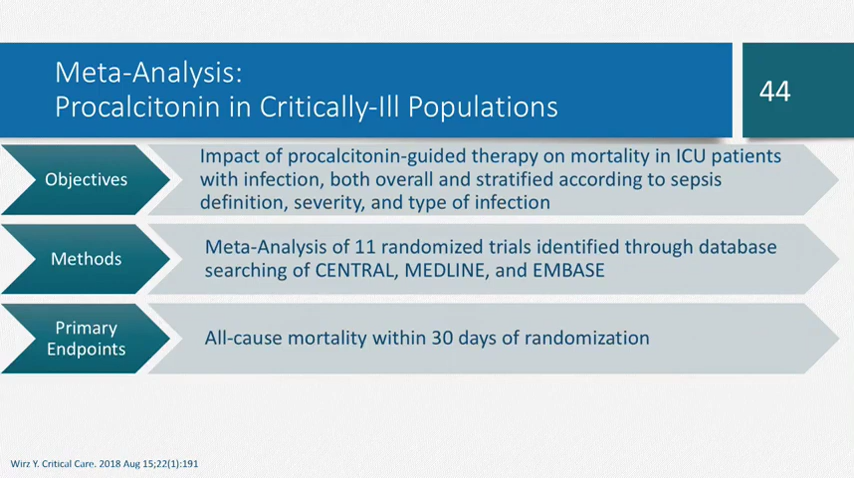 Meta-Analysis:
Procalcitonin in Critically-Ill Populations
44
Objectives
Impact of procalcitonin-guided therapy on mortality in ICU patients
with infection, both overall and stratified according to sepsis
definition, severity, and type of infection
Methods
Meta-Analysis of 11 randomized trials identified through database
searching of CENTRAL, MEDLINE, and EMBASE
Primary
Endpoints
All-cause mortality within 30 days of randomization
Wirz Y. Critical Care. 2018 Aug 15;22(1):191